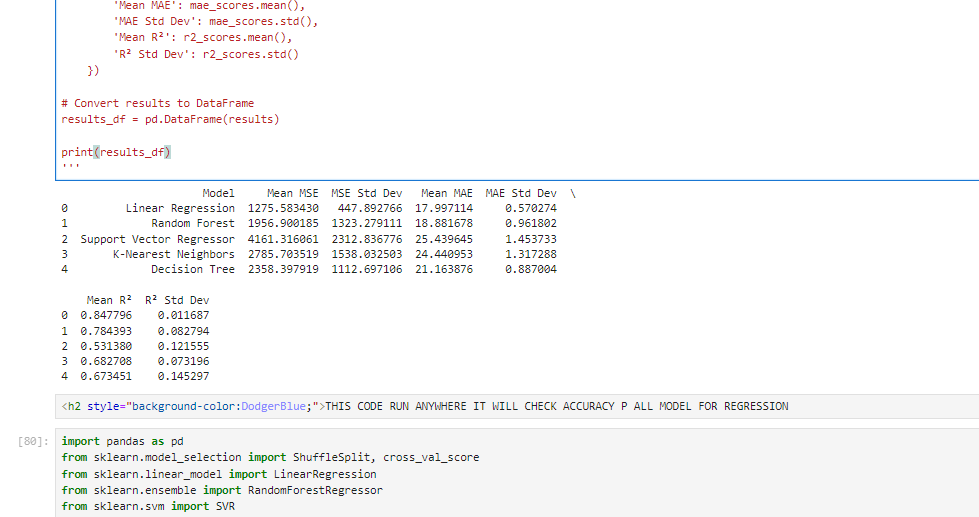 'Mean MAE': mae_scores.mean(),
'MAE Std Dev': mae_scores.std(),
'Mean R²': r2_scores.mean(),
'R² Std Dev': r2_scores.std()
})
# Convert results to DataFrame
results_df = pd.DataFrame(results)
print(results_df)
'''
Model Mean MSE MSE Std Dev Mean MAE MAE Std Dev \
0 Linear Regression 1275.583430 447.892766 17.997114 0.570274
1 Random Forest 1956.900185 1323.279111 18.881678 0.961802
2 Support Vector Regressor 4161.316061 2312.836776 25.439645 1.453733
3 K-Nearest Neighbors 2785.703519 1538.032503 24.440953 1.317288
4 Decision Tree 2358.397919 1112.697106 21.163876 0.887004
Mean R² R² Std Dev
0 0.847796 0.011687
1 0.784393 0.082794
2 0.531380 0.121555
3 0.682708 0.073196
4 0.673451 0.145297
<h2 style="background-color:DodgerBlue;">THIS CODE RUN ANYWHERE IT WILL CHECK ACCURACY P ALL MODEL FOR REGRESSION
[80]:
import pandas as pd
from sklearn.model_selection import ShuffleSplit, cross_val_score
from sklearn.linear_model import LinearRegression
from sklearn.ensemble import RandomForestRegressor
from sklearn.svm import SVR